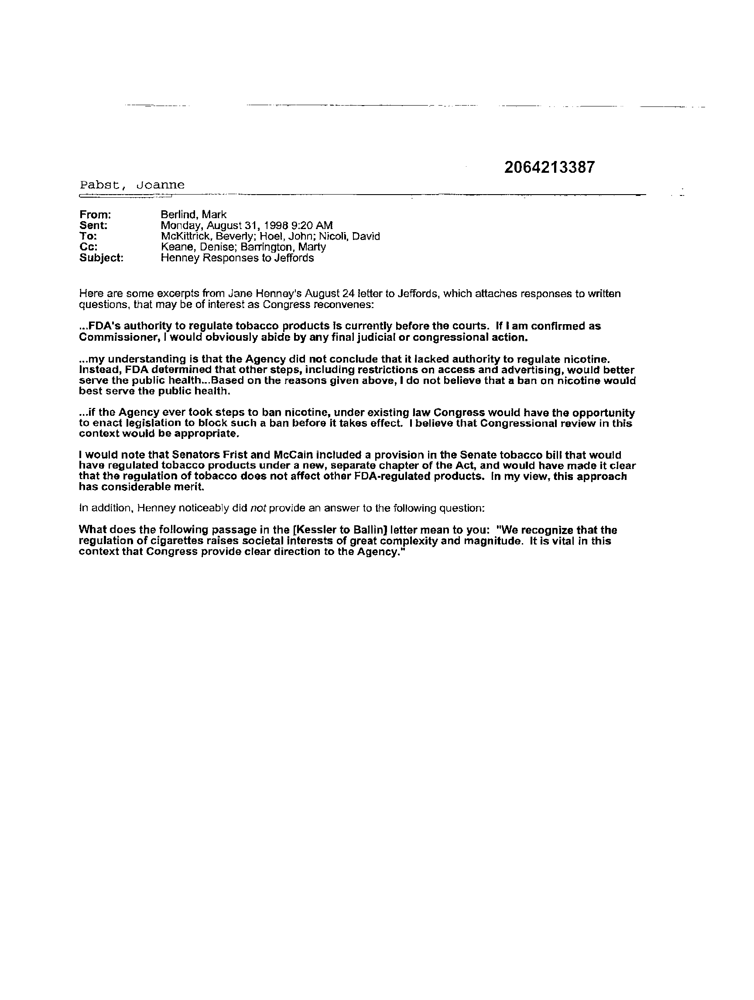 2064213387
Pabst, Joanne
From: Berlind, Mark
Sent: Monday, August 31, 1998 9:20 AM
To: McKittrick, Beverly; Hoel, John; Nicoli, David
Cc: Keane, Denise; Barrington, Marty
Subject: Henney Responses to Jeffords
Here are some excerpts from Jane Henney's August 24 letter to Jeffords, which attaches responses to written
questions, that may be of interest as Congress reconvenes:
...FDA's authority to regulate tobacco products is currently before the courts. If I am confirmed as
Commissioner, I would obviously abide by any final judicial or congressional action.
...my understanding is that the Agency did not conclude that it lacked authority to regulate nicotine.
Instead, FDA determined that other steps, including restrictions on access and advertising, would better
serve the public health...Based on the reasons given above, I do not believe that a ban on nicotine would
best serve the public health.
...if the Agency ever took steps to ban nicotine, under existing law Congress would have the opportunity
to enact legislation to block such a ban before it takes effect. I believe that Congressional review in this
context would be appropriate.
I would note that Senators Frist and McCain included a provision in the Senate tobacco bill that would
have regulated tobacco products under a new, separate chapter of the Act, and would have made it clear
that the regulation of tobacco does not affect other FDA-regulated products. In my view, this approach
has considerable merit.
In addition, Henney noticeably did not provide an answer to the following question:
What does the following passage in the [Kessler to Ballin] letter mean to you: "We recognize that the
regulation of cigarettes raises societal interests of great complexity and magnitude. It is vital in this
context that Congress provide clear direction to the Agency."